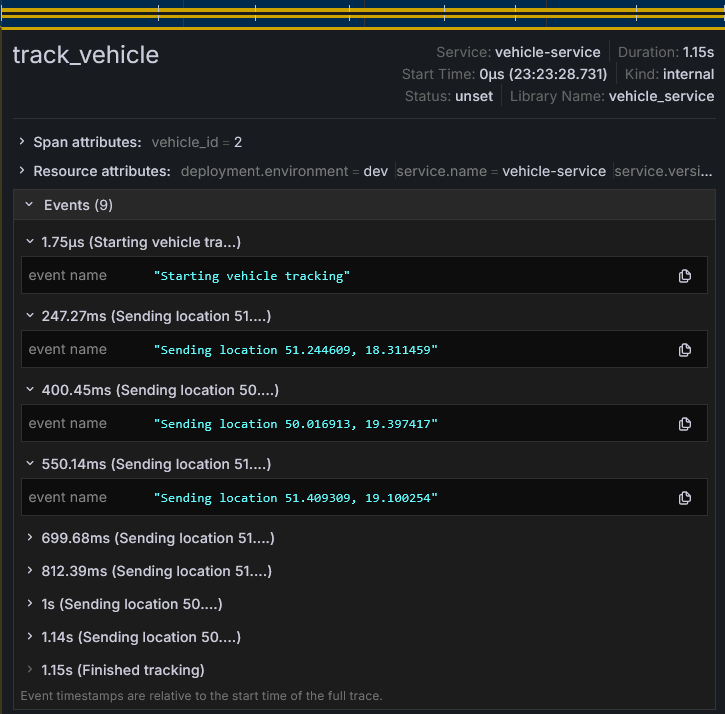 track_vehicle
Service: vehicle-service Duration: 1.15s
Start Time: 0μs (23:23:28.731) Kind: internal
Status: unset Library Name: vehicle_service
Span attributes: vehicle_id = 2
Resource attributes: deployment.environment = dev service.name = vehicle-service service.versi...
Events (9)
1.75μs (Starting vehicle tra...)
event name "Starting vehicle tracking"
247.27ms (Sending location 51....)
event name "Sending location 51.244609, 18.311459"
400.45ms (Sending location 50....)
event name "Sending location 50.016913, 19.397417"
550.14ms (Sending location 51....)
event name "Sending location 51.409309, 19.100254"
699.68ms (Sending location 51....)
812.39ms (Sending location 51....)
1s (Sending location 50....)
1.14s (Sending location 50....)
1.15s (Finished tracking)
Event timestamps are relative to the start time of the full trace.